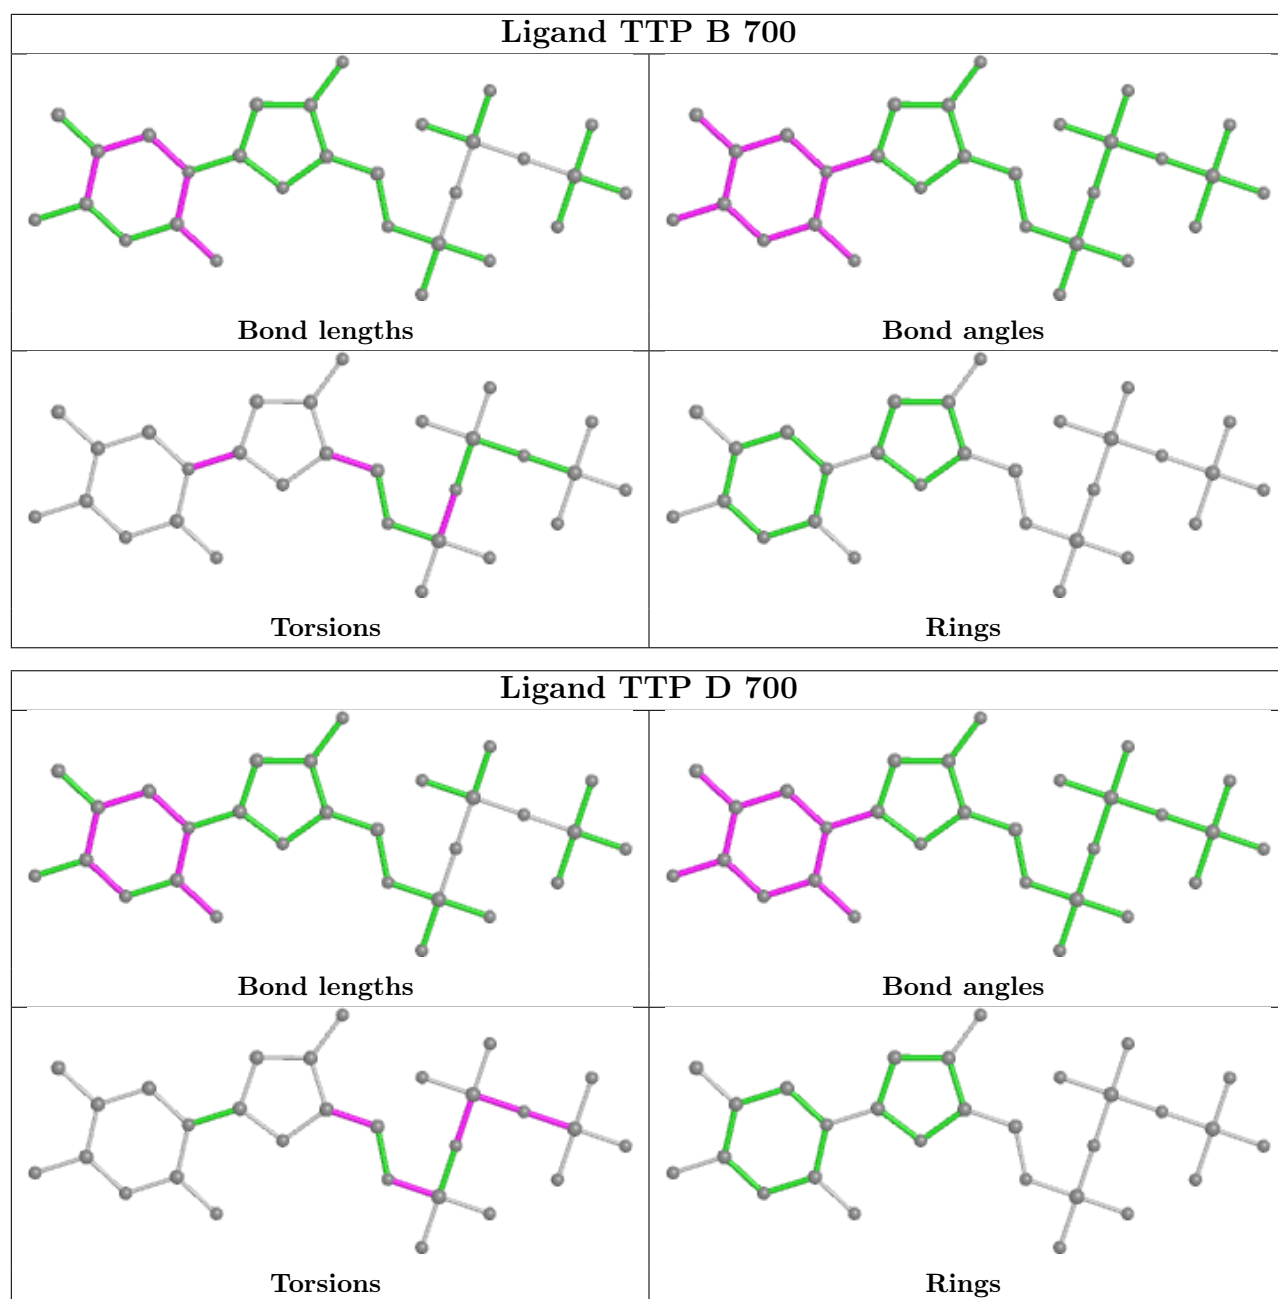 Ligand TTP B 700
Bond lengths
Bond angles
Torsions
Rings
Ligand TTP D 700
Bond lengths
Bond angles
Torsions
Rings